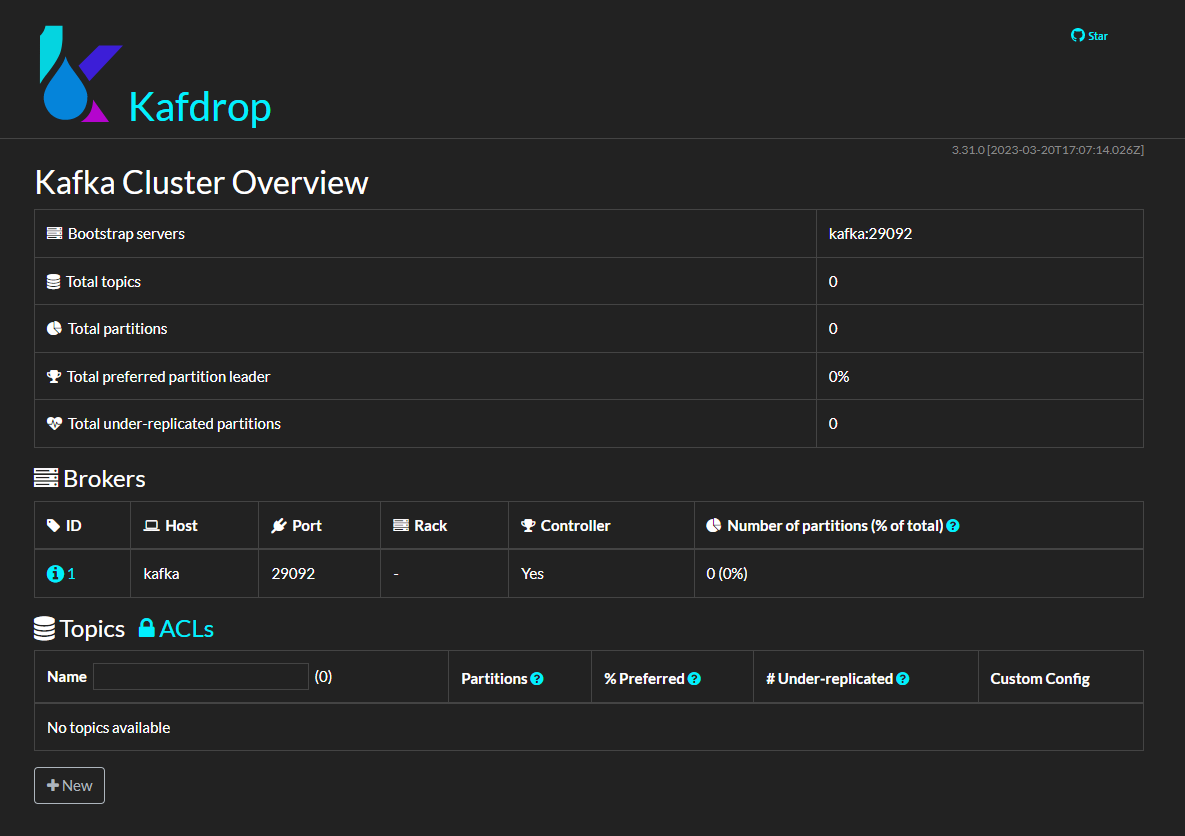 Star
Kafdrop
3.31.0 [2023-03-20T17:07:14.026Z]
Kafka Cluster Overview
Bootstrap servers kafka:29092
Total topics 0
Total partitions 0
Total preferred partition leader 0%
Total under-replicated partitions 0
Brokers
ID Host Port Rack Controller Number of partitions (% of total) ?
1 kafka 29092 - Yes 0 (0%)
Topics ACLs
Name (0) Partitions ? % Preferred ? # Under-replicated ? Custom Config
No topics available
+ New